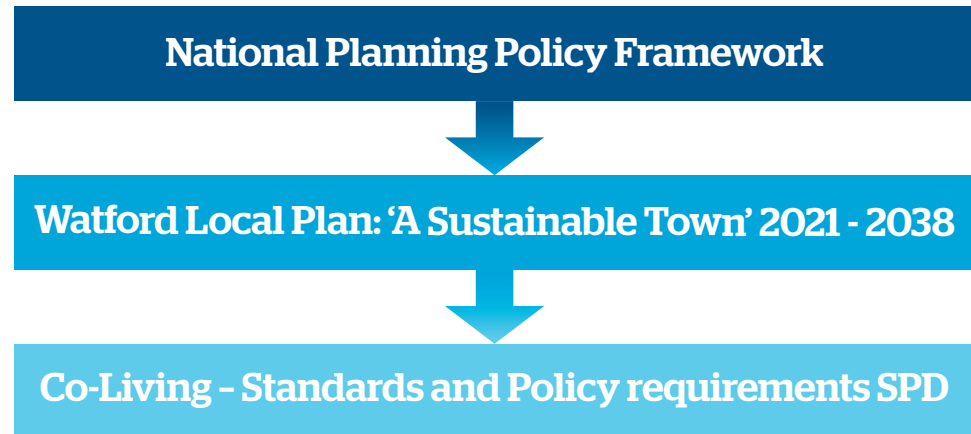 National Planning Policy Framework
Watford Local Plan: ‘A Sustainable Town’ 2021 - 2038
Co-Living – Standards and Policy requirements SPD